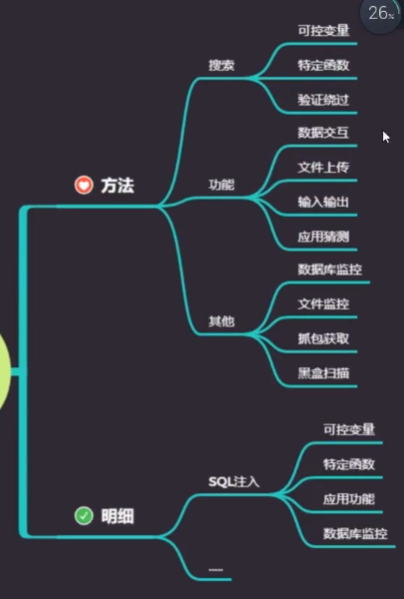 26%
可控变量
搜索
特定函数
验证绕过
数据交互
文件上传
方法
功能
输入输出
应用猜测
数据库监控
文件监控
其他
抓包获取
黑盒扫描
可控变量
特定函数
SQL注入
应用功能
明细
数据库监控
......